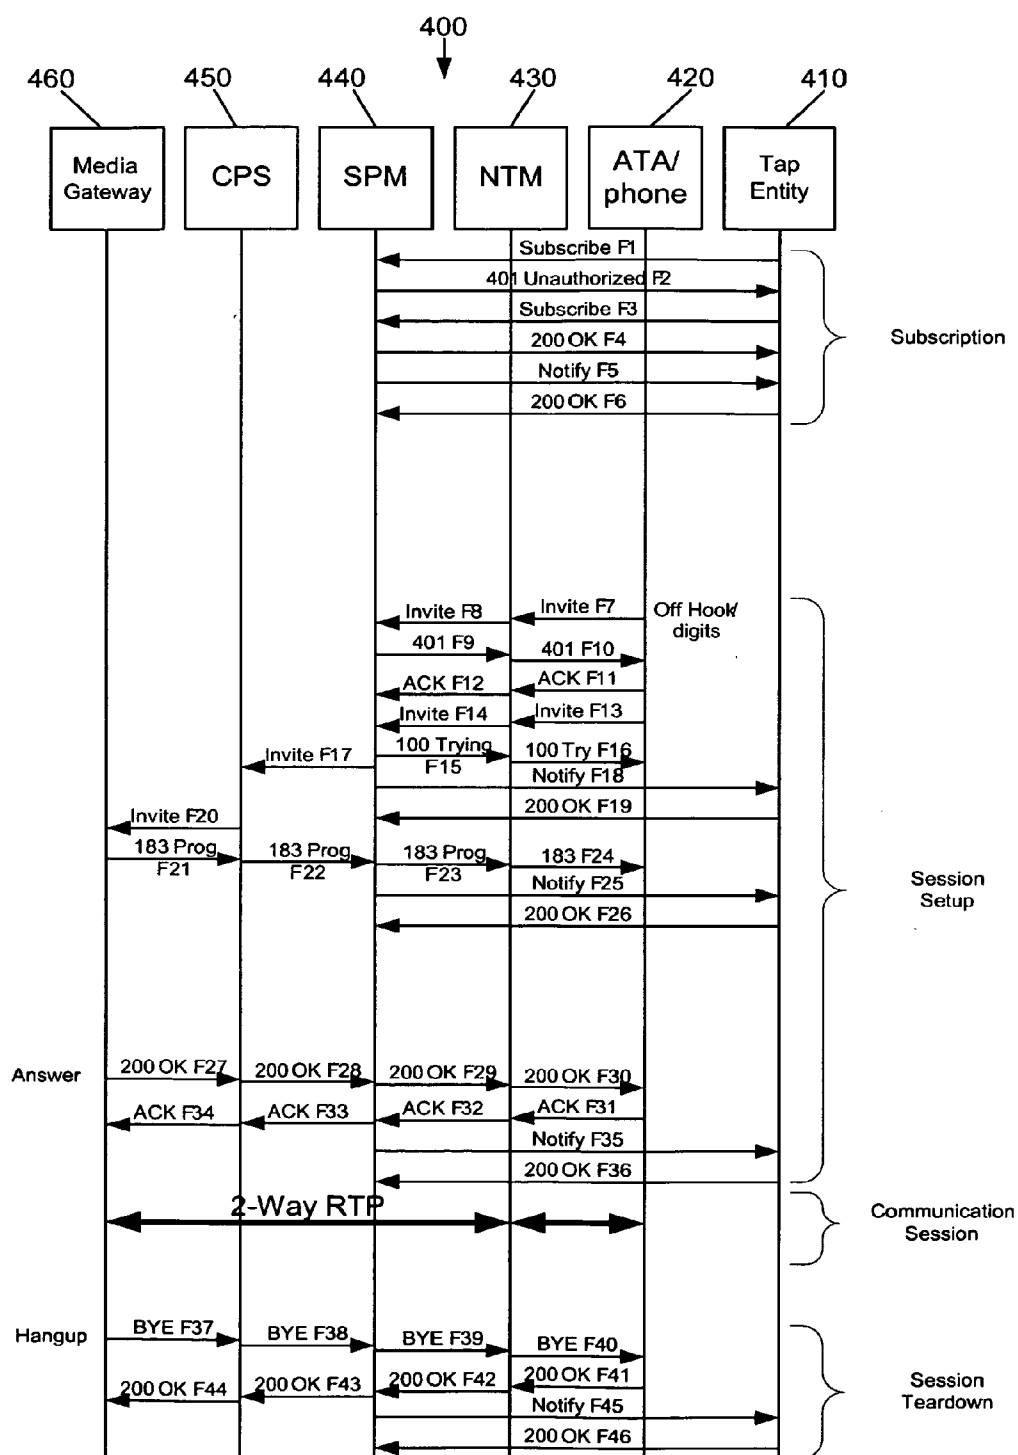 400
460
450
440
430
420
410
Media
Gateway
CPS
SPM
NTM
ATA/
phone
Tap
Entity
Subscribe F1
401 Unauthorized F2
Subscribe F3
200 OK F4
Notify F5
200 OK F6
Subscription
Invite F8
Invite F7
Off Hook/
digits
401 F9
401 F10
ACK F12
ACK F11
Invite F14
Invite F13
Invite F17
100 Trying
F15
100 Try F16
Notify F18
200 OK F19
Invite F20
183 Prog
F21
183 Prog
F22
183 Prog
F23
183 F24
Notify F25
200 OK F26
Session
Setup
Answer
200 OK F27
200 OK F28
200 OK F29
200 OK F30
ACK F34
ACK F33
ACK F32
ACK F31
Notify F35
200 OK F36
2-Way RTP
Communication
Session
Hangup
BYE F37
BYE F38
BYE F39
BYE F40
200 OK F44
200 OK F43
200 OK F42
200 OK F41
Notify F45
200 OK F46
Session
Teardown